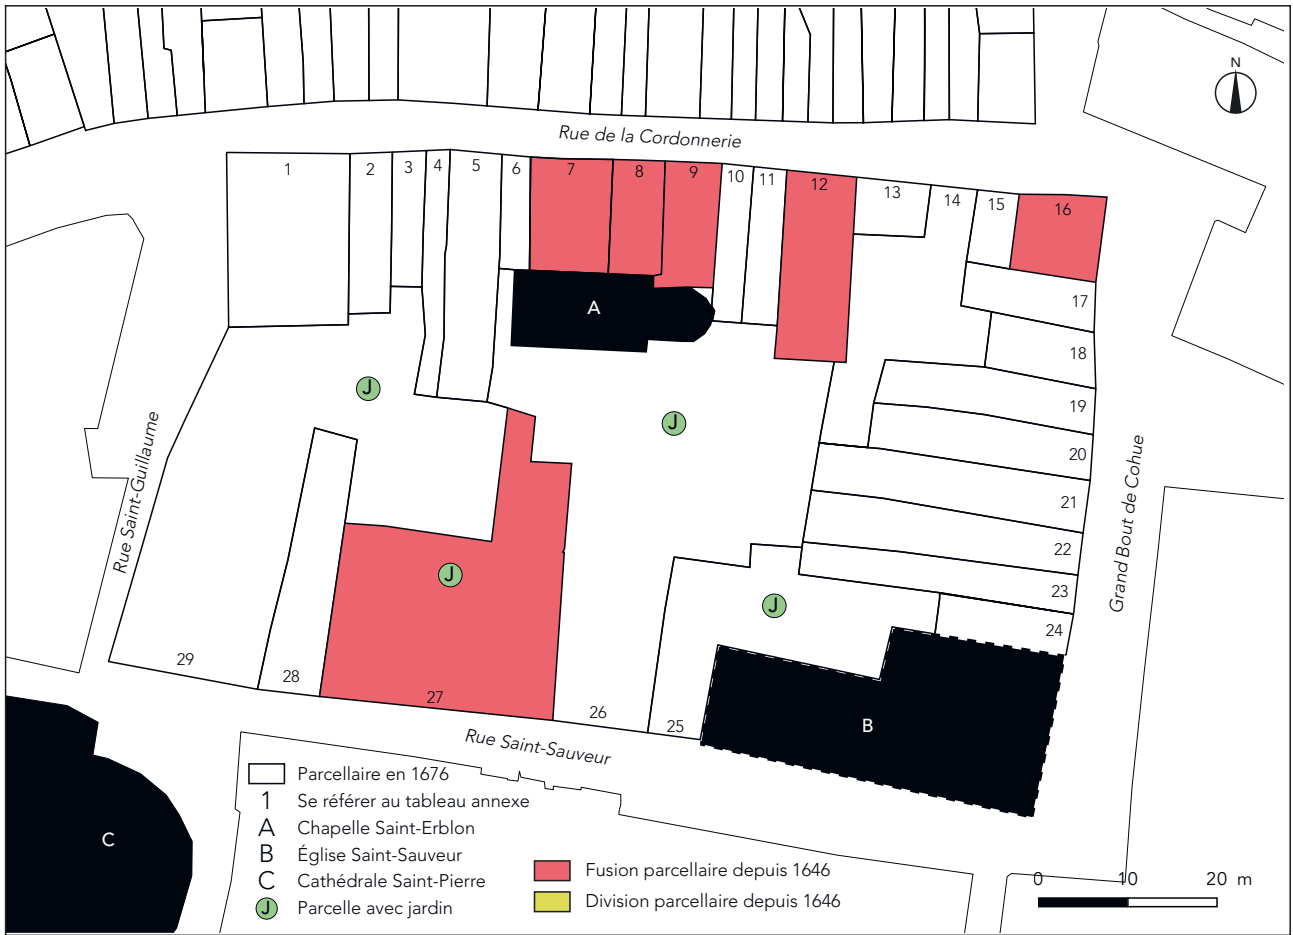 N
Rue de la Cordonnerie
1
2
3
4
5
6
7
8
9
10
11
12
13
14
15
16
17
18
19
20
21
22
23
24
25
26
27
28
29
A
B
C
J
J
J
J
Rue Saint-Guillaume
Grand Bout de Cohue
Rue Saint-Sauveur
Parcellaire en 1676
1 Se référer au tableau annexe
A Chapelle Saint-Erblon
B Église Saint-Sauveur
C Cathédrale Saint-Pierre
J Parcelle avec jardin
Fusion parcellaire depuis 1646
Division parcellaire depuis 1646
0 10 20 m